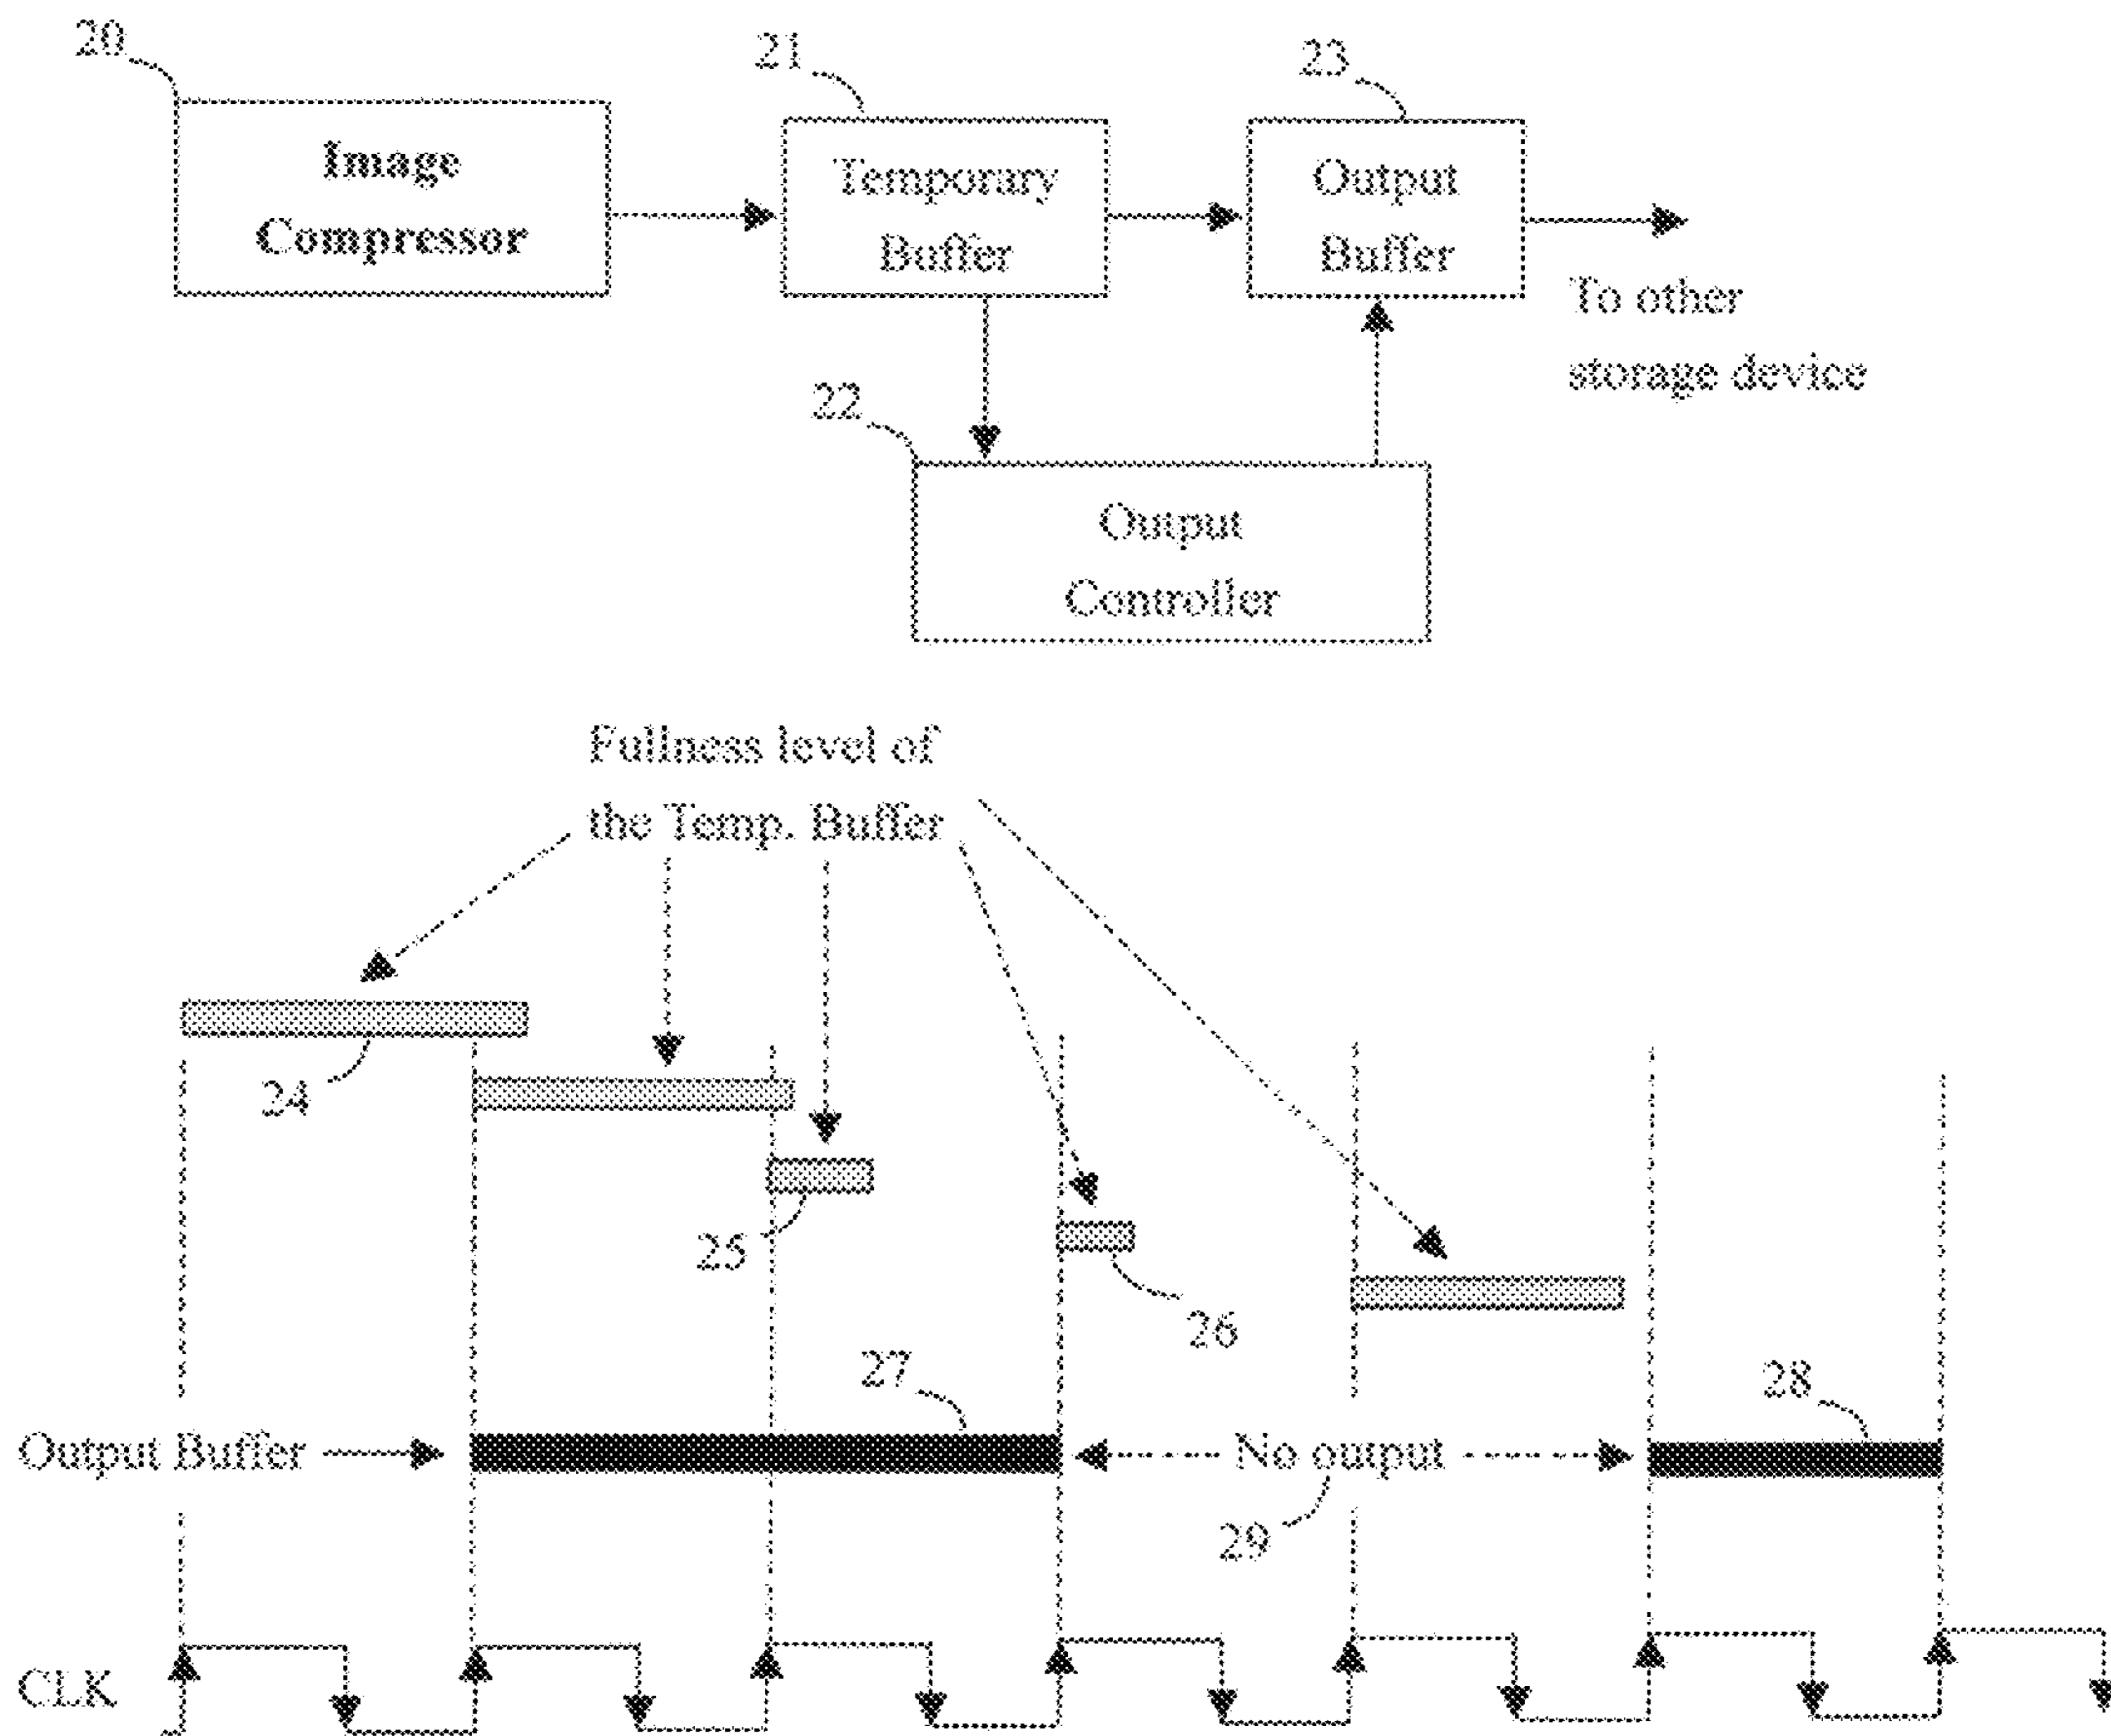 20
21
23
Image
Compressor
Temporary
Buffer
Output
Buffer
To other
storage device
22
Output
Controller
Fullness level of
the Temp. Buffer
24
25
26
27
28
Output Buffer
No output
29
CLK